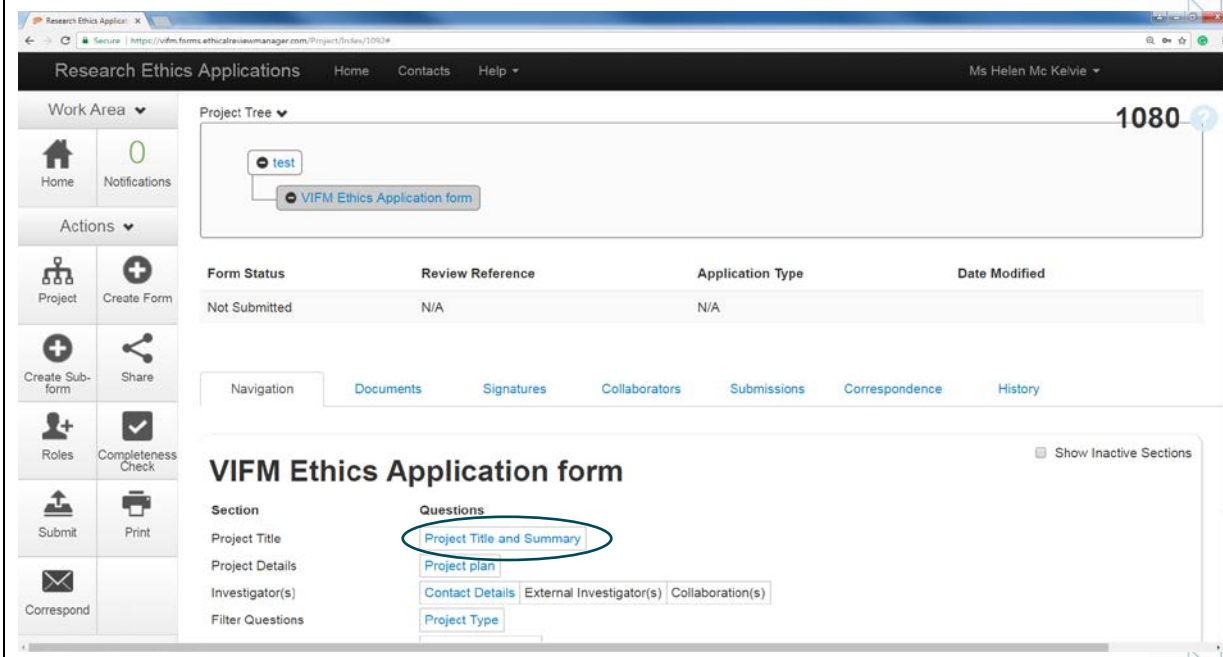 Research Ethics Applicat
Secure | https://vifm.forms.ethicalreviewmanager.com/Project/Index/1092#
Research Ethics Applications Home Contacts Help Ms Helen Mc Kelvie
Work Area
Project Tree
1080
?
Home
0
Notifications
test
VIFM Ethics Application form
Actions
Project
Create Form
Form Status Review Reference Application Type Date Modified
Not Submitted N/A N/A
Create Sub-
form
Share
Navigation Documents Signatures Collaborators Submissions Correspondence History
Roles
Completeness
Check
Show Inactive Sections
VIFM Ethics Application form
Section Questions
Submit
Print
Project Title Project Title and Summary
Project Details Project plan
Investigator(s) Contact Details External Investigator(s) Collaboration(s)
Correspond
Filter Questions Project Type